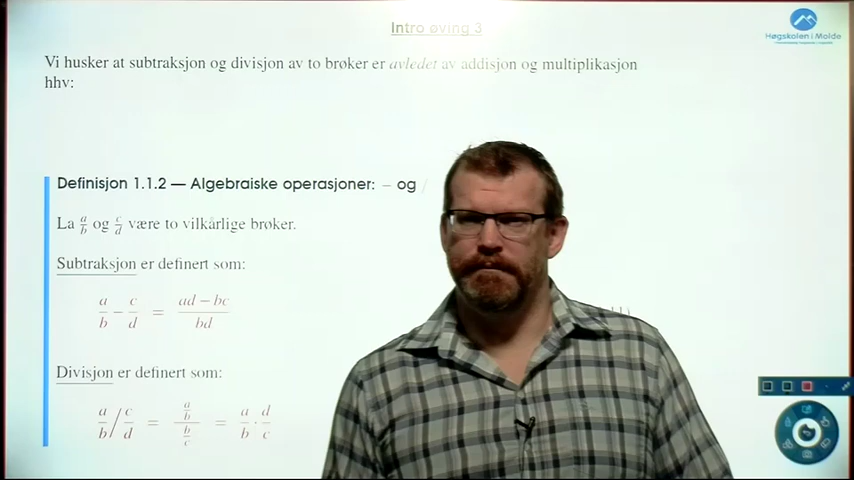 Intro øving 3
Høgskolen i Molde
Vi husker at subtraksjon og divisjon av to brøker er avledet av addisjon og multiplikasjon
hhv:
Definisjon 1.1.2 — Algebraiske operasjoner: − og /
La a/b og c/d være to vilkårlige brøker.
Subtraksjon er definert som:
a/b − c/d = (ad − bc)/(bd)
Divisjon er definert som:
a/b / c/d = (a/b)/(b/c) = a/b · d/c